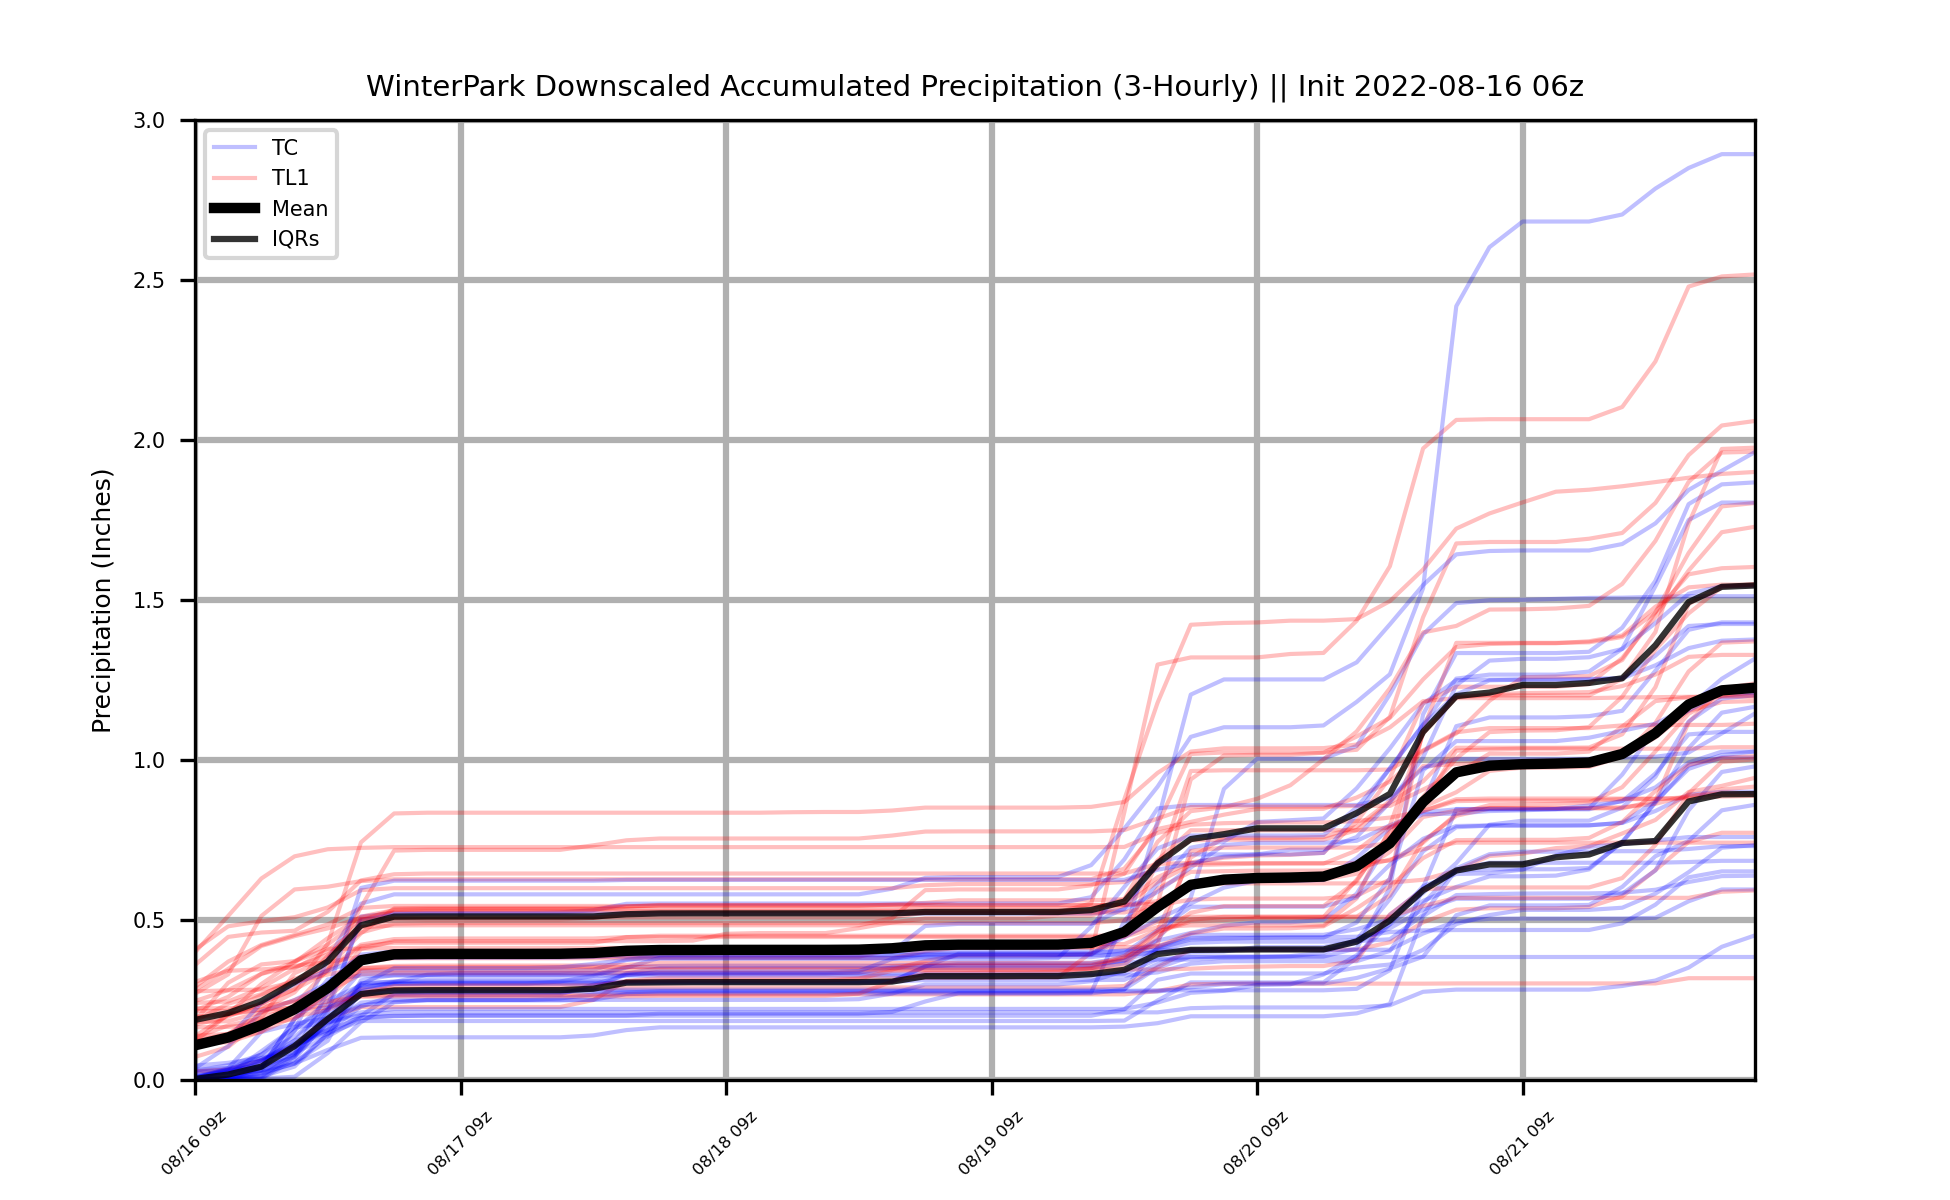 WinterPark Downscaled Accumulated Precipitation (3-Hourly) || Init 2022-08-16 06z
3.0
2.5
2.0
1.5
1.0
0.5
0.0
Precipitation (Inches)
TC
TL1
Mean
IQRs
08/16 09z
08/17 09z
08/18 09z
08/19 09z
08/20 09z
08/21 09z